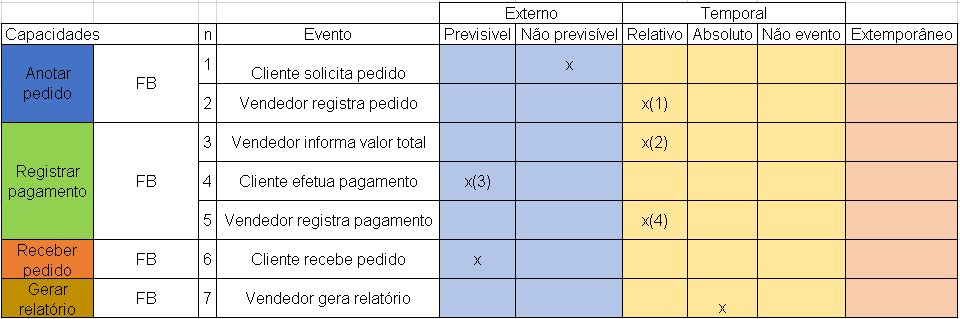 Externo Temporal
Capacidades n Evento Previsivel Não previsível Relativo Absoluto Não evento Extemporâneo
Anotar
pedido
FB
1 Cliente solicita pedido x
2 Vendedor registra pedido x(1)
Registrar
pagamento
FB
3 Vendedor informa valor total x(2)
4 Cliente efetua pagamento x(3)
5 Vendedor registra pagamento x(4)
Receber
pedido
FB 6 Cliente recebe pedido x
Gerar
relatório
FB 7 Vendedor gera relatório x